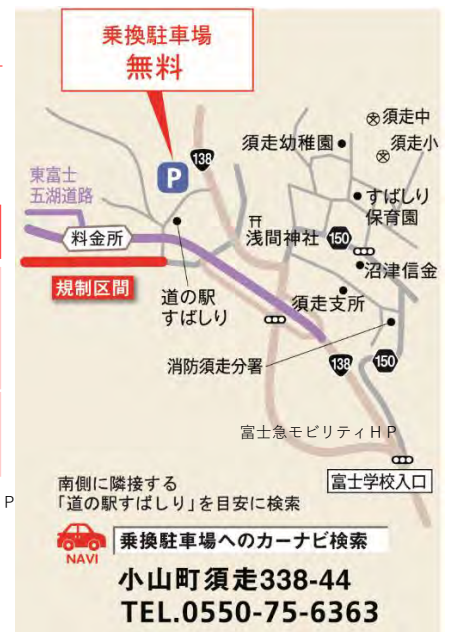 乗換駐車場
無料
須走中
須走幼稚園
須走小
138
P
東富士
五湖道路
すばしり
保育園
料金所
浅間神社
150
沼津信金
規制区間
道の駅
すばしり
須走支所
消防須走分署
138
150
富士急モビリティHP
富士学校入口
南側に隣接する
「道の駅すばしり」を目安に検索
P
NAVI
乗換駐車場へのカーナビ検索
小山町須走338-44
TEL.0550-75-6363